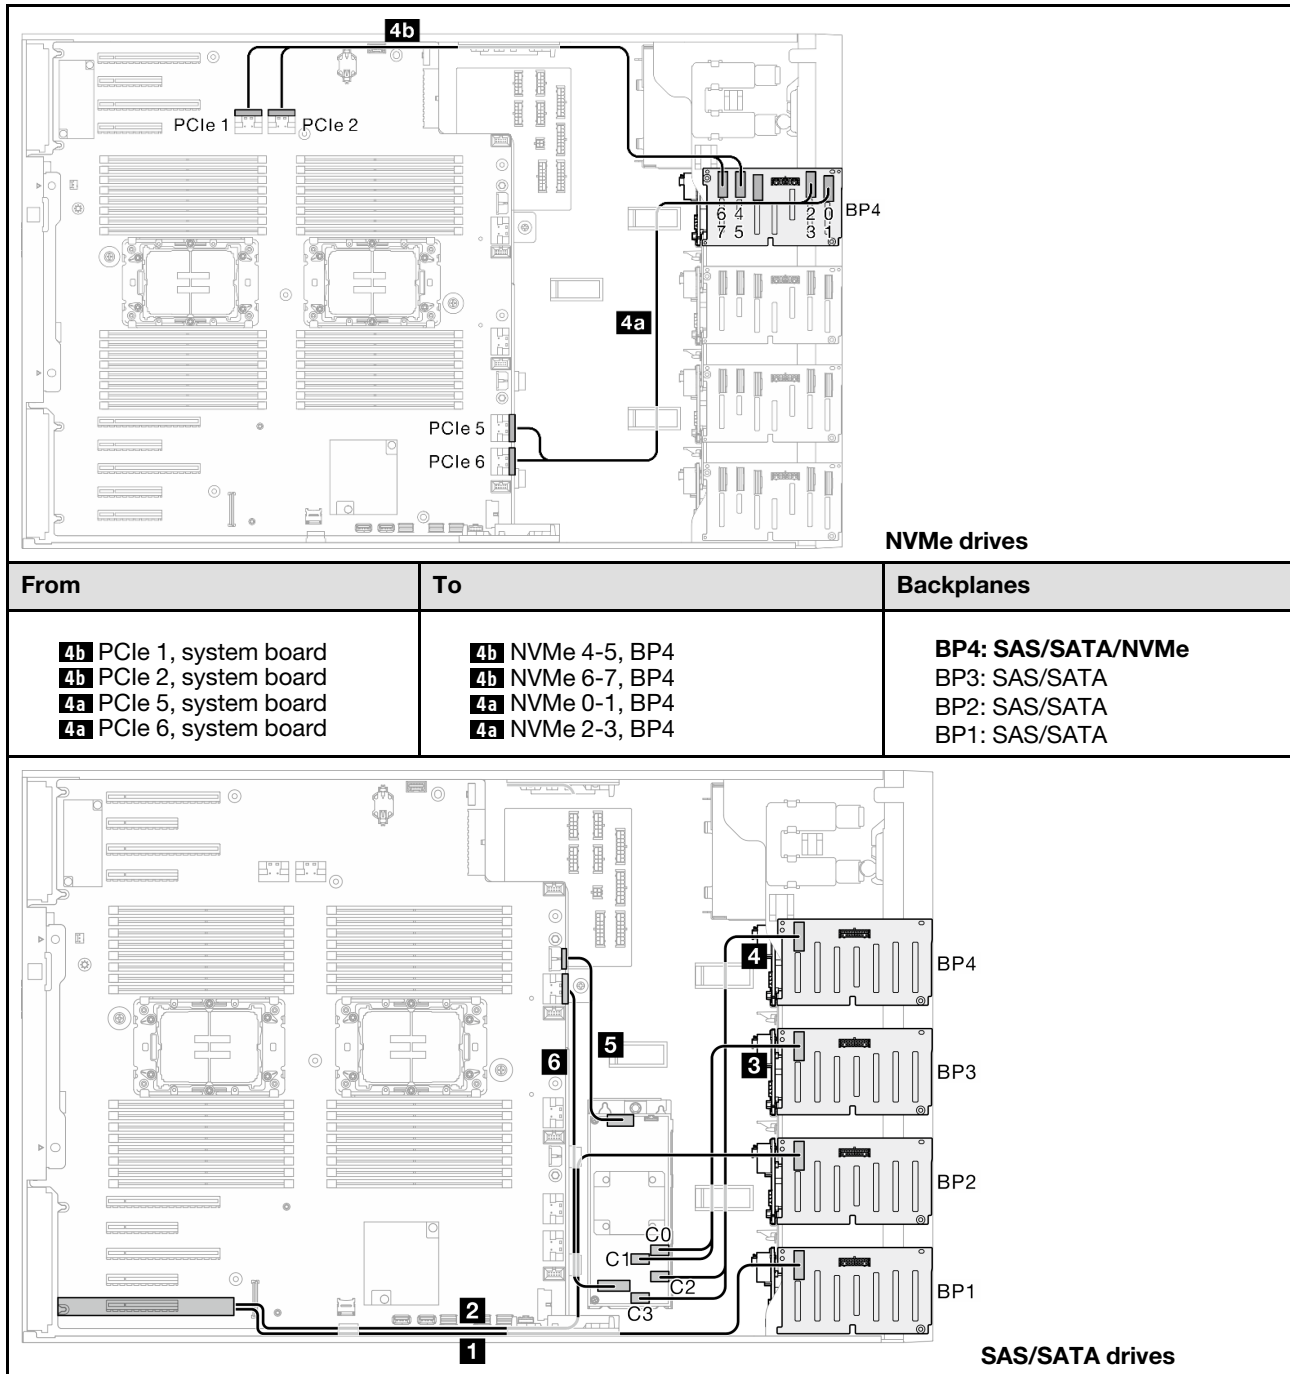 4b
PCIe 1
PCIe 2
6 4 2 0
7 5 3 1
BP4
4a
PCIe 5
PCIe 6
NVMe drives
From
To
Backplanes
4b PCIe 1, system board
4b PCIe 2, system board
4a PCIe 5, system board
4a PCIe 6, system board
4b NVMe 4-5, BP4
4b NVMe 6-7, BP4
4a NVMe 0-1, BP4
4a NVMe 2-3, BP4
BP4: SAS/SATA/NVMe
BP3: SAS/SATA
BP2: SAS/SATA
BP1: SAS/SATA
4
BP4
5
6
3
BP3
BP2
C0
C1
C2
C3
BP1
2
1
SAS/SATA drives